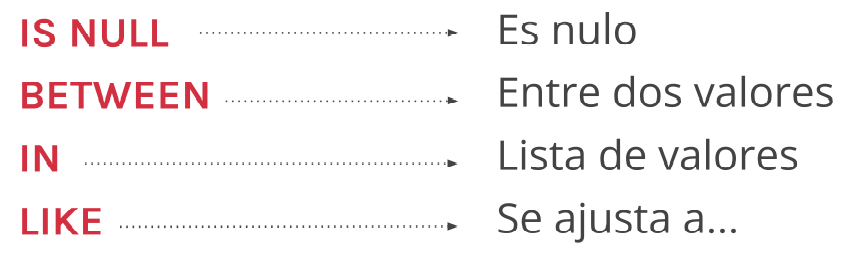 IS NULL Es nulo
BETWEEN Entre dos valores
IN Lista de valores
LIKE Se ajusta a...